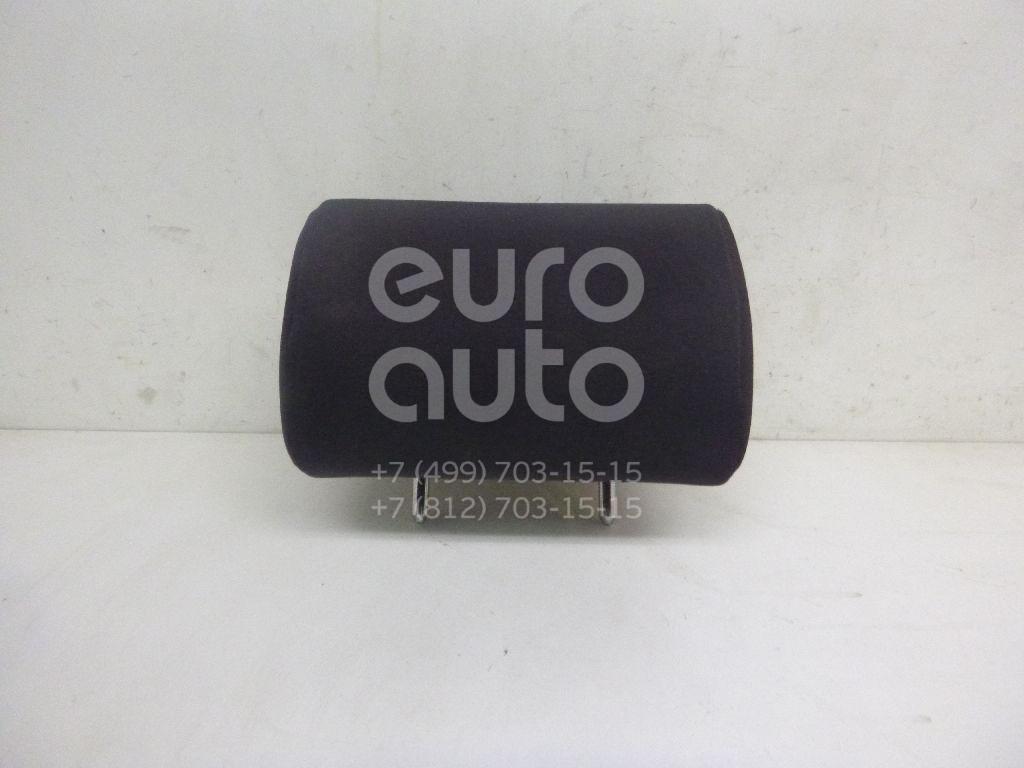 euro
auto
+7 (499) 703-15-15
+7 (812) 703-15-15